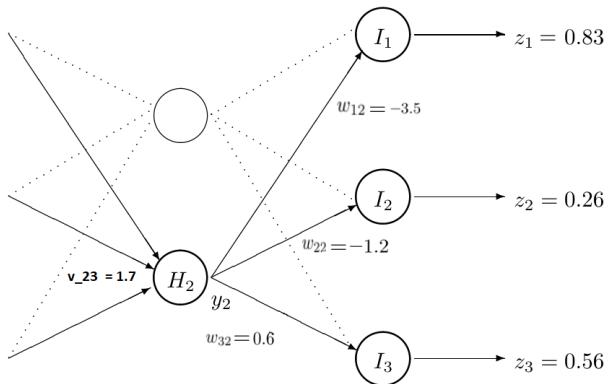 I₁
z₁ = 0.83
w₁₂ = −3.5
I₂
z₂ = 0.26
w₂₂ = −1.2
v_23 = 1.7
H₂
y₂
w₃₂ = 0.6
I₃
z₃ = 0.56